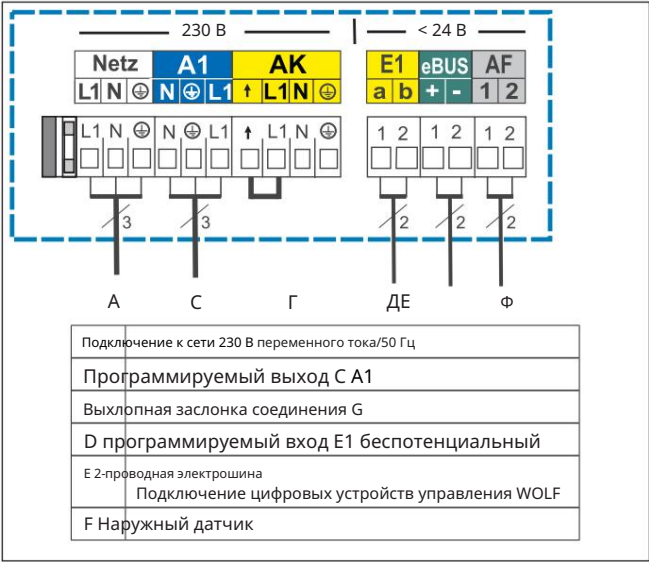 230 В < 24 В
Netz A1 AK E1 eBUS AF
L1 N ⏚ N ⏚ L1 ↑ L1 N ⏚ a b + - 1 2
L1 N ⏚ N ⏚ L1 ↑ L1 N ⏚ 1 2 1 2 1 2
3 3 2 2 2
А С Г ДЕ Ф
Подключение к сети 230 В переменного тока/50 Гц
Программируемый выход C A1
Выхлопная заслонка соединения G
D программируемый вход E1 беспотенциальный
E 2-проводная электрошина
Подключение цифровых устройств управления WOLF
F Наружный датчик